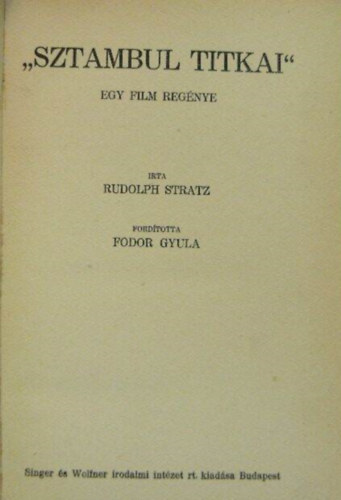 „SZTAMBUL TITKAI“
EGY FILM REGÉNYE
IRTA
RUDOLPH STRATZ
FORDÍTOTTA
FODOR GYULA
Singer és Wolfner irodalmi intézet rt. kiadása Budapest